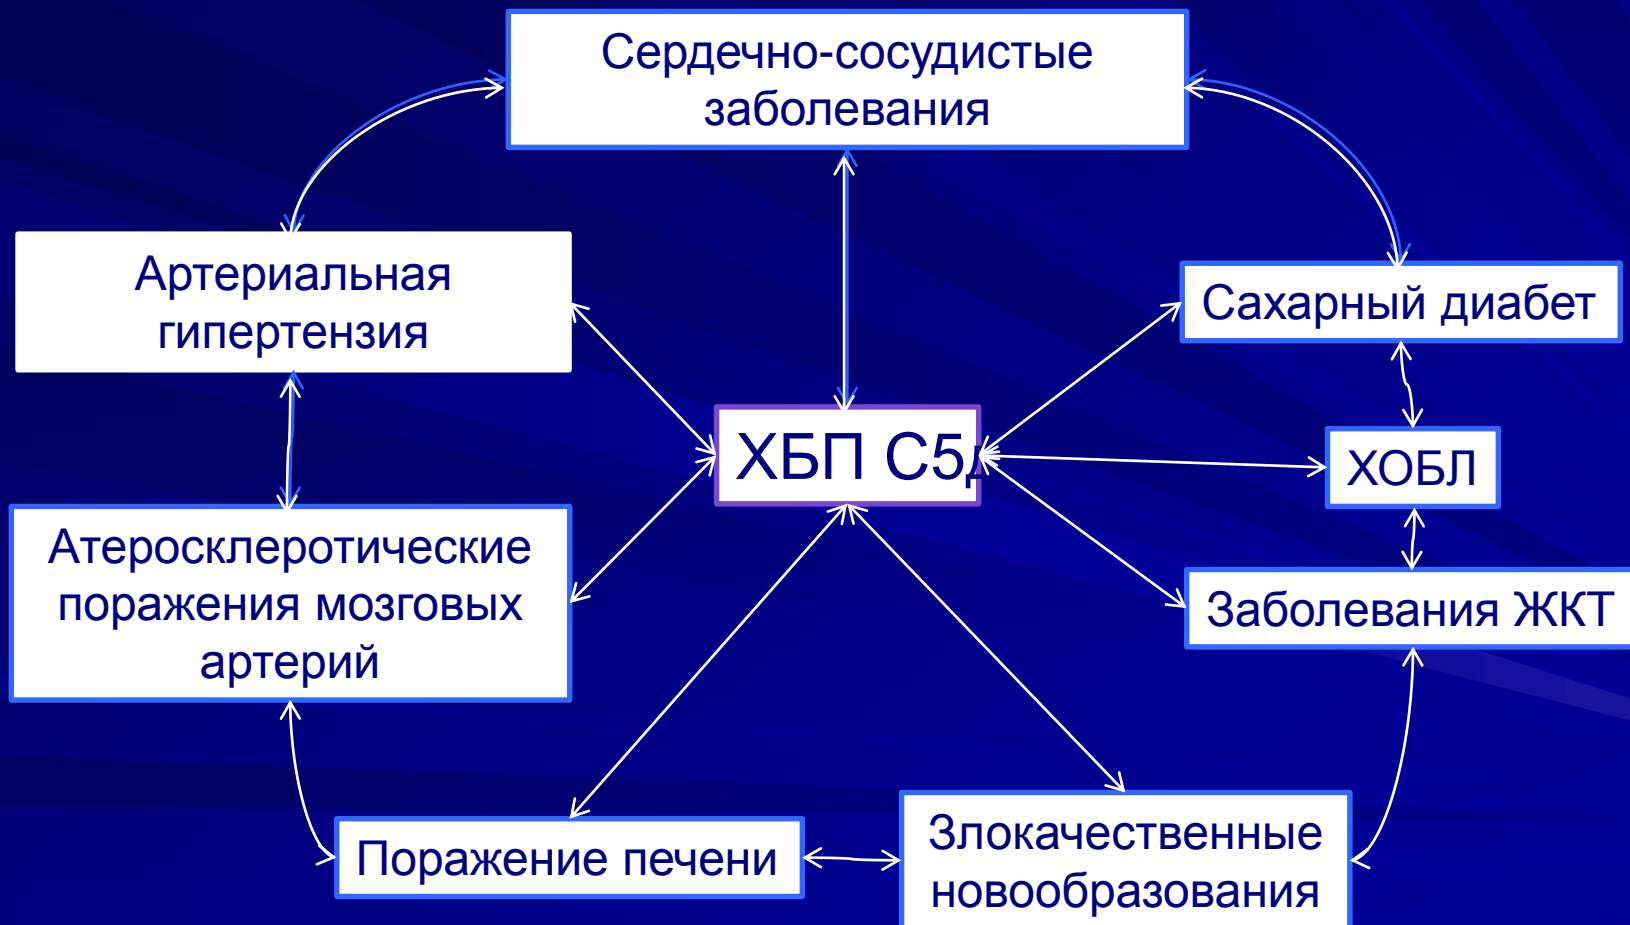 Сердечно-сосудистые
заболевания
Артериальная
гипертензия
Сахарный диабет
ХБП С5д
ХОБЛ
Атеросклеротические
поражения мозговых
артерий
Заболевания ЖКТ
Поражение печени
Злокачественные
новообразования